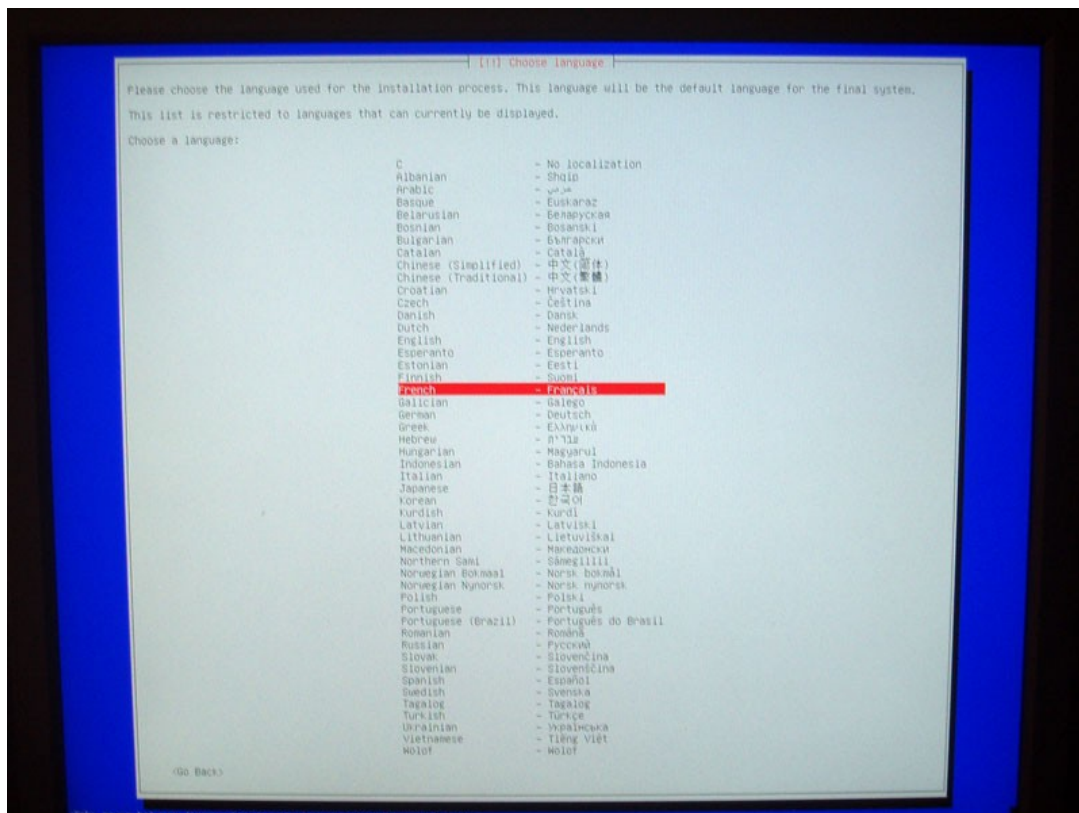 [!!] Choose language
Please choose the language used for the installation process. This language will be the default language for the final system.
This list is restricted to languages that can currently be displayed.
Choose a language:
C - No localization
Albanian - Shqip
Arabic - عربي
Basque - Euskaraz
Belarusian - Беларуская
Bosnian - Bosanski
Bulgarian - Български
Catalan - Català
Chinese (Simplified) - 中文(简体)
Chinese (Traditional) - 中文(繁體)
Croatian - Hrvatski
Czech - Čeština
Danish - Dansk
Dutch - Nederlands
English - English
Esperanto - Esperanto
Estonian - Eesti
Finnish - Suomi
French - Français
Galician - Galego
German - Deutsch
Greek - Ελληνικά
Hebrew - עברית
Hungarian - Magyarul
Indonesian - Bahasa Indonesia
Italian - Italiano
Japanese - 日本語
Korean - 한국어
Kurdish - Kurdî
Latvian - Latviski
Lithuanian - Lietuviškai
Macedonian - Македонски
Northern Sami - Sámegillii
Norwegian Bokmaal - Norsk bokmål
Norwegian Nynorsk - Norsk nynorsk
Polish - Polski
Portuguese - Português
Portuguese (Brazil) - Português do Brasil
Romanian - Română
Russian - Русский
Slovak - Slovenčina
Slovenian - Slovenščina
Spanish - Español
Swedish - Svenska
Tagalog - Tagalog
Turkish - Türkçe
Ukrainian - Українська
Vietnamese - Tiếng Việt
Wolof - Wolof
<Go Back>